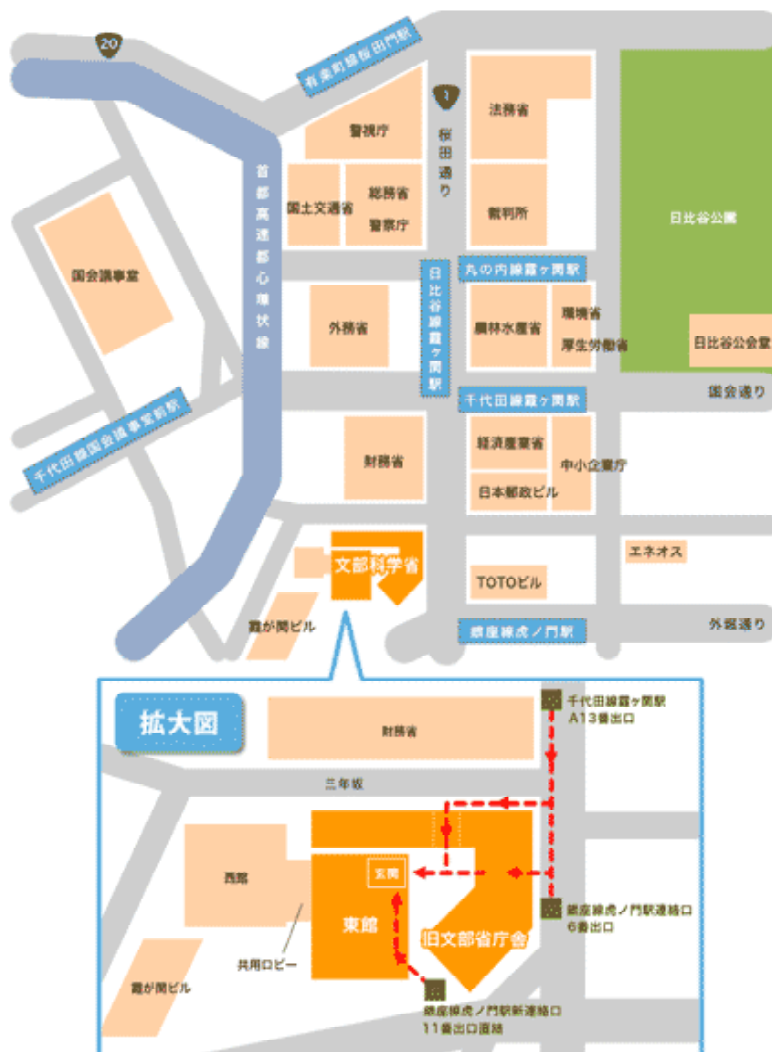 20
有楽町線桜田門駅
1
桜田通り
法務省
警視庁
首都高速都心環状線
国土交通省
総務省
警察庁
裁判所
日比谷公園
国会議事堂
丸の内線霞ヶ関駅
日比谷線霞ヶ関駅
外務省
農林水産省
環境省
厚生労働省
日比谷公会堂
千代田線霞ヶ関駅
国会通り
千代田線国会議事堂前駅
財務省
経済産業省
中小企業庁
日本郵政ビル
エネオス
文部科学省
TOTOビル
霞が関ビル
銀座線虎ノ門駅
外堀通り
拡大図
千代田線霞ヶ関駅
A13番出口
財務省
三年坂
西館
玄関
東館
旧文部省庁舎
銀座線虎ノ門駅連絡口
6番出口
共用ロビー
霞が関ビル
銀座線虎ノ門駅新連絡口
11番出口直結